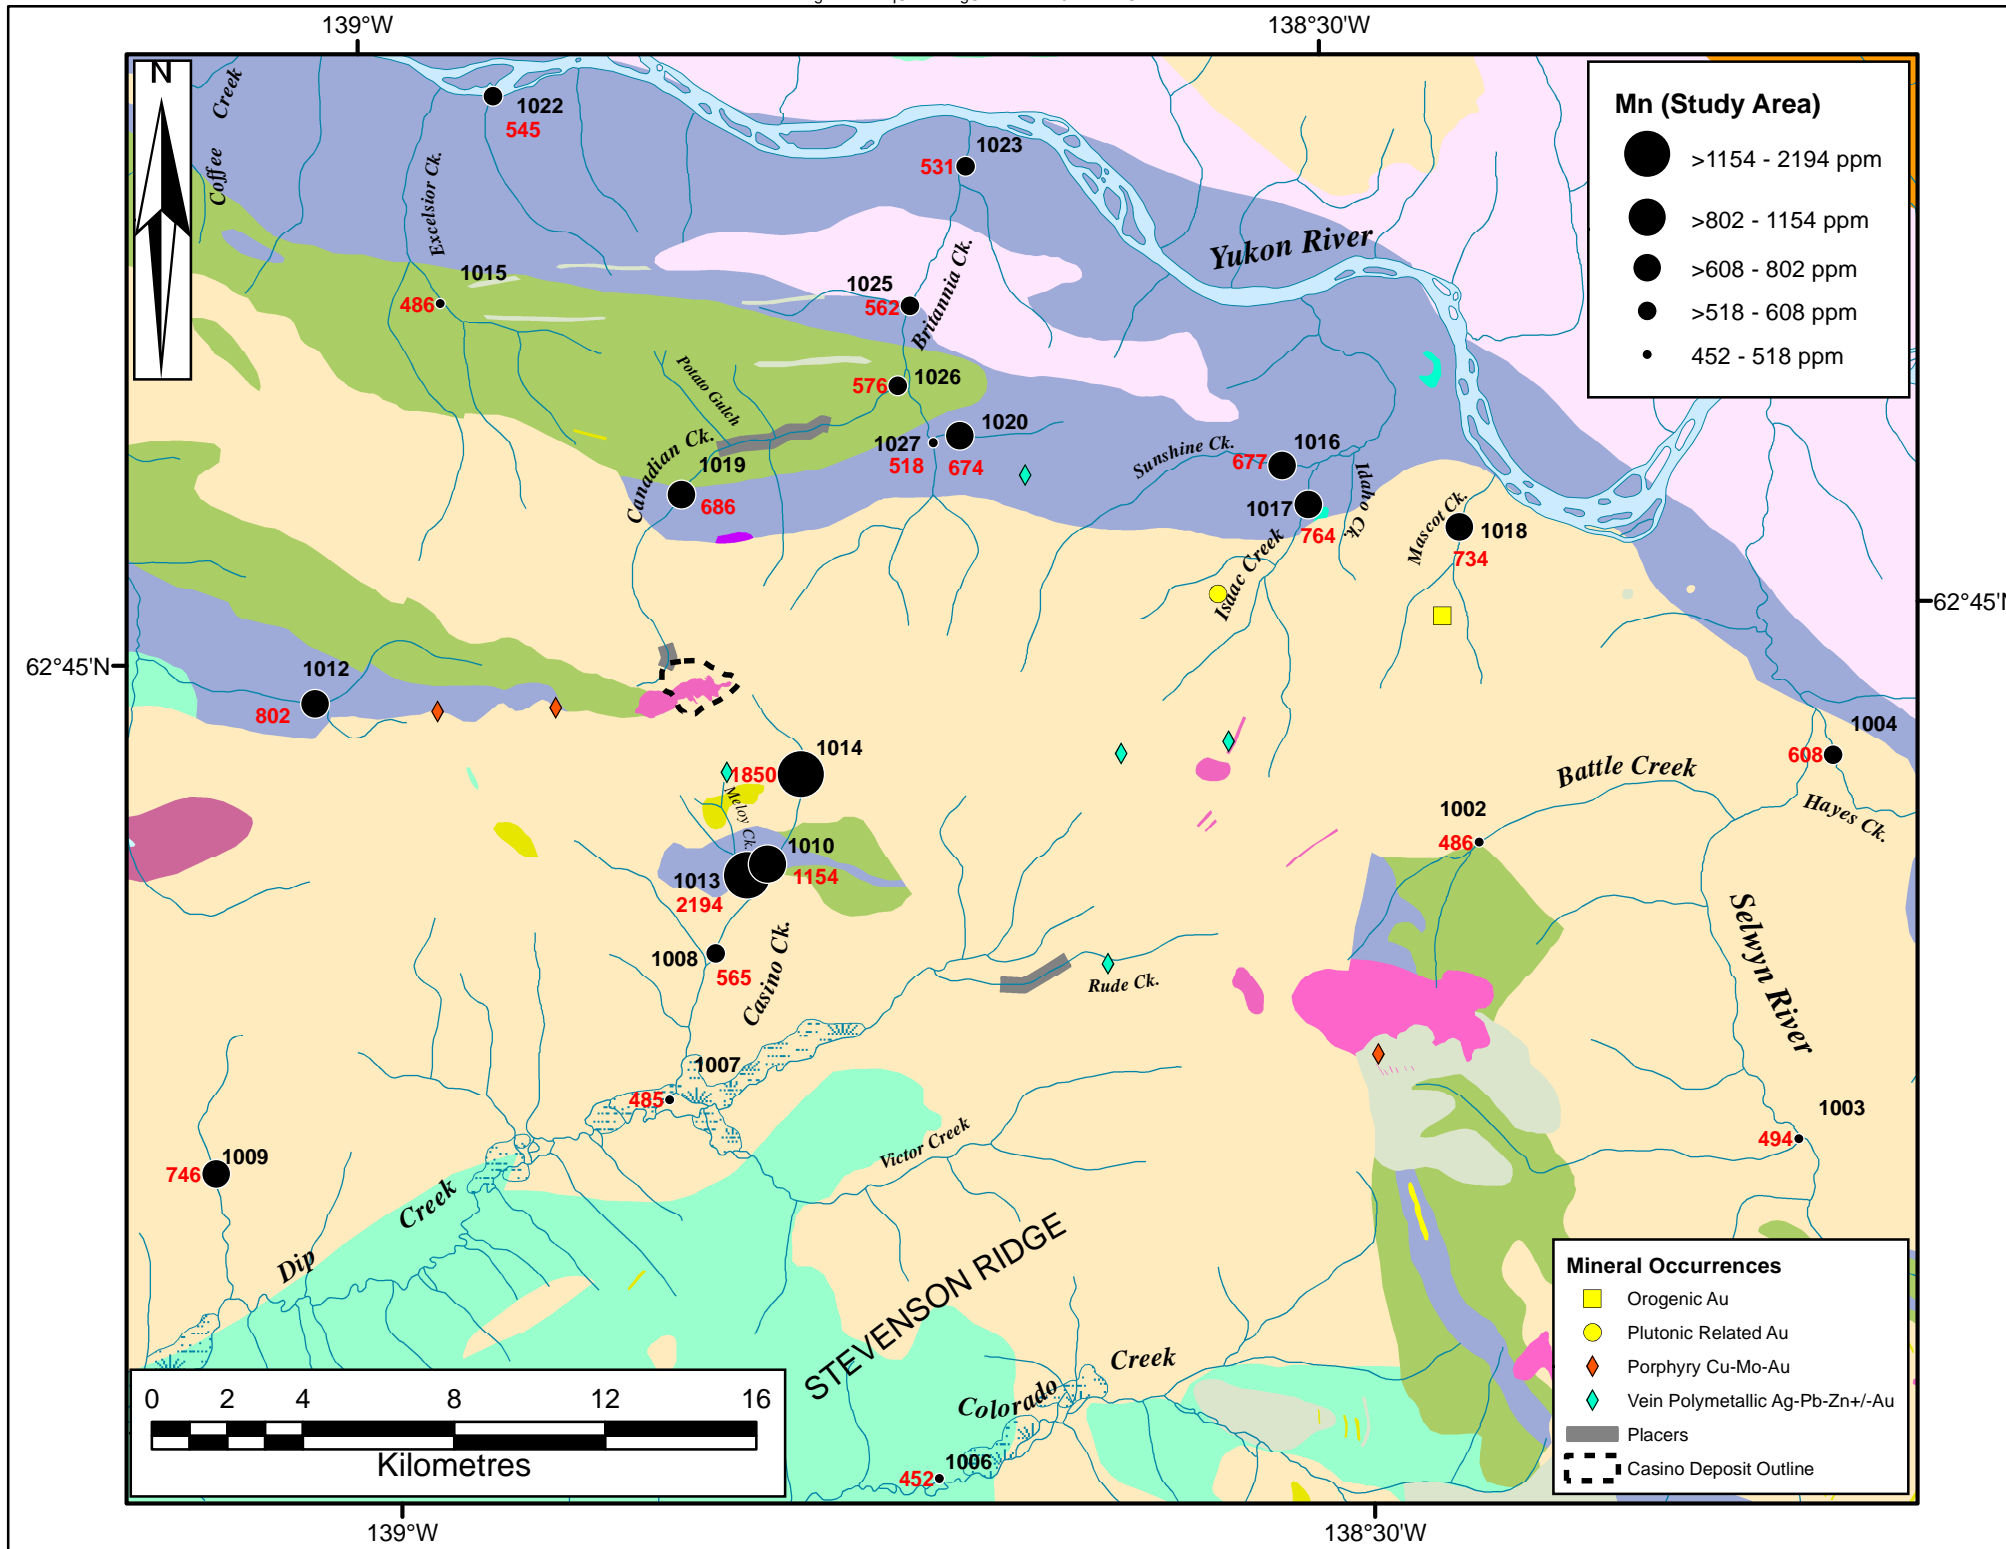 139°W
138°30'W
N
Mn (Study Area)
>1154 - 2194 ppm
>802 - 1154 ppm
>608 - 802 ppm
>518 - 608 ppm
452 - 518 ppm
Coffee Creek
Excelsior Ck.
1022
545
1023
531
Yukon River
1015
486
1025
562
Britannia Ck.
1026
576
Potato Gulch
Canadian Ck.
1019
686
1027
518
1020
674
Sunshine Ck.
1016
677
1017
764
Idaho Ck.
Isaac Creek
Mascot Ck.
1018
734
62°45'N
62°45'N
1012
802
1014
1850
Meloy Ck.
1010
1154
1013
2194
1008
565
Casino Ck.
1004
608
Battle Creek
Hayes Ck.
1002
486
Selwyn River
Rude Ck.
1007
485
1003
494
1009
746
Victor Creek
Dip Creek
STEVENSON RIDGE
Colorado Creek
1006
452
0 2 4 8 12 16
Kilometres
Mineral Occurrences
Orogenic Au
Plutonic Related Au
Porphyry Cu-Mo-Au
Vein Polymetallic Ag-Pb-Zn+/-Au
Placers
Casino Deposit Outline
139°W
138°30'W